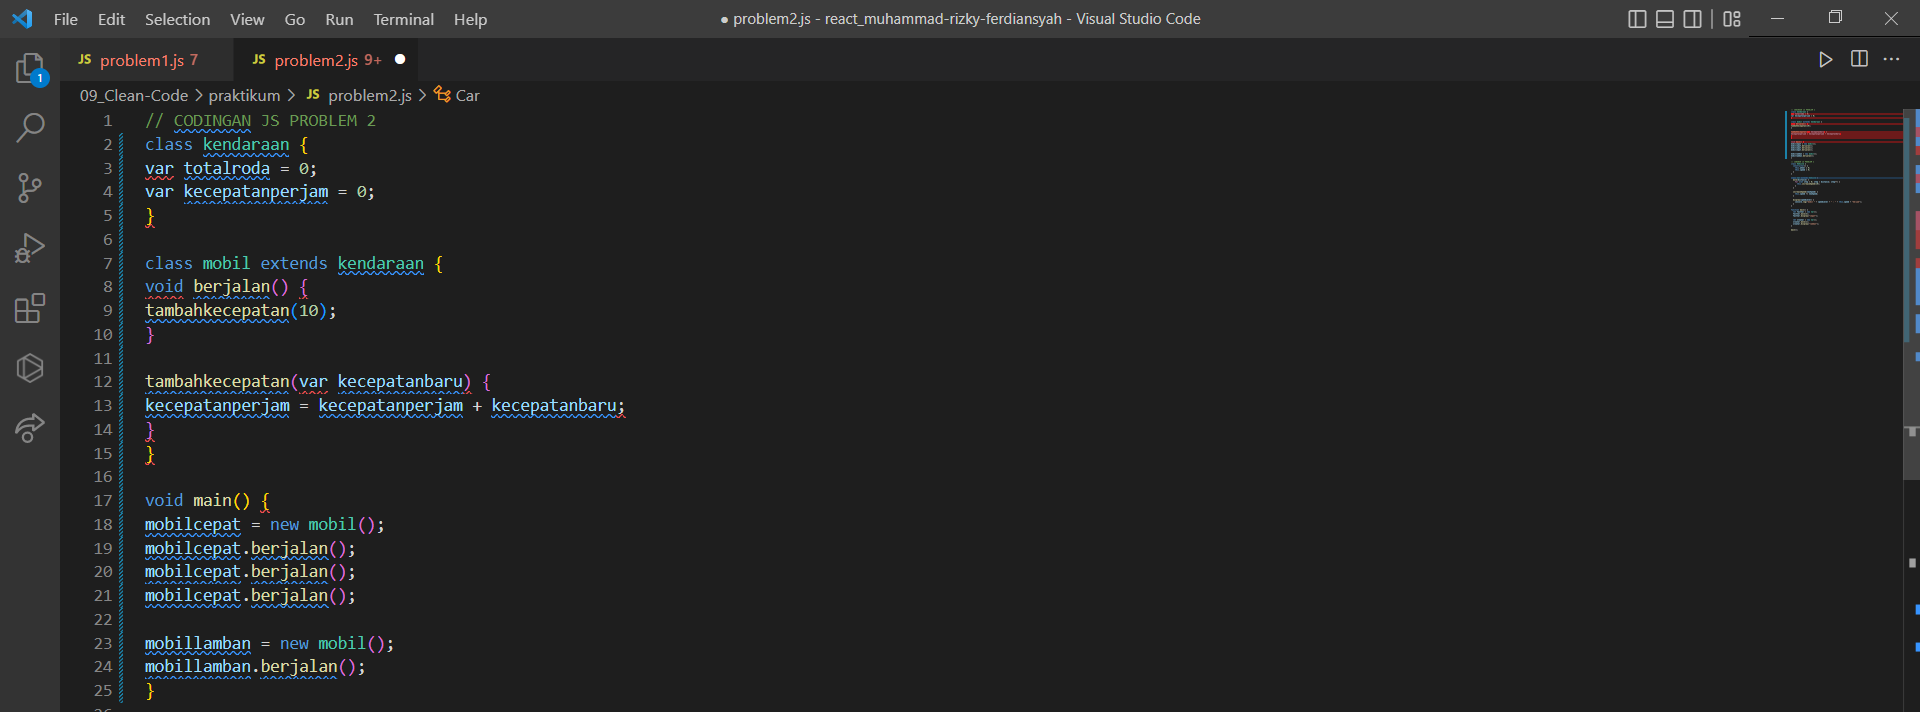 File Edit Selection View Go Run Terminal Help
● problem2.js - react_muhammad-rizky-ferdiansyah - Visual Studio Code
JS problem1.js 7
JS problem2.js 9+ ●
1
09_Clean-Code > praktikum > JS problem2.js > Car
1 // CODINGAN JS PROBLEM 2
2 class kendaraan {
3 var totalroda = 0;
4 var kecepatanperjam = 0;
5 }
6
7 class mobil extends kendaraan {
8 void berjalan() {
9 tambahkecepatan(10);
10 }
11
12 tambahkecepatan(var kecepatanbaru) {
13 kecepatanperjam = kecepatanperjam + kecepatanbaru;
14 }
15 }
16
17 void main() {
18 mobilcepat = new mobil();
19 mobilcepat.berjalan();
20 mobilcepat.berjalan();
21 mobilcepat.berjalan();
22
23 mobillamban = new mobil();
24 mobillamban.berjalan();
25 }